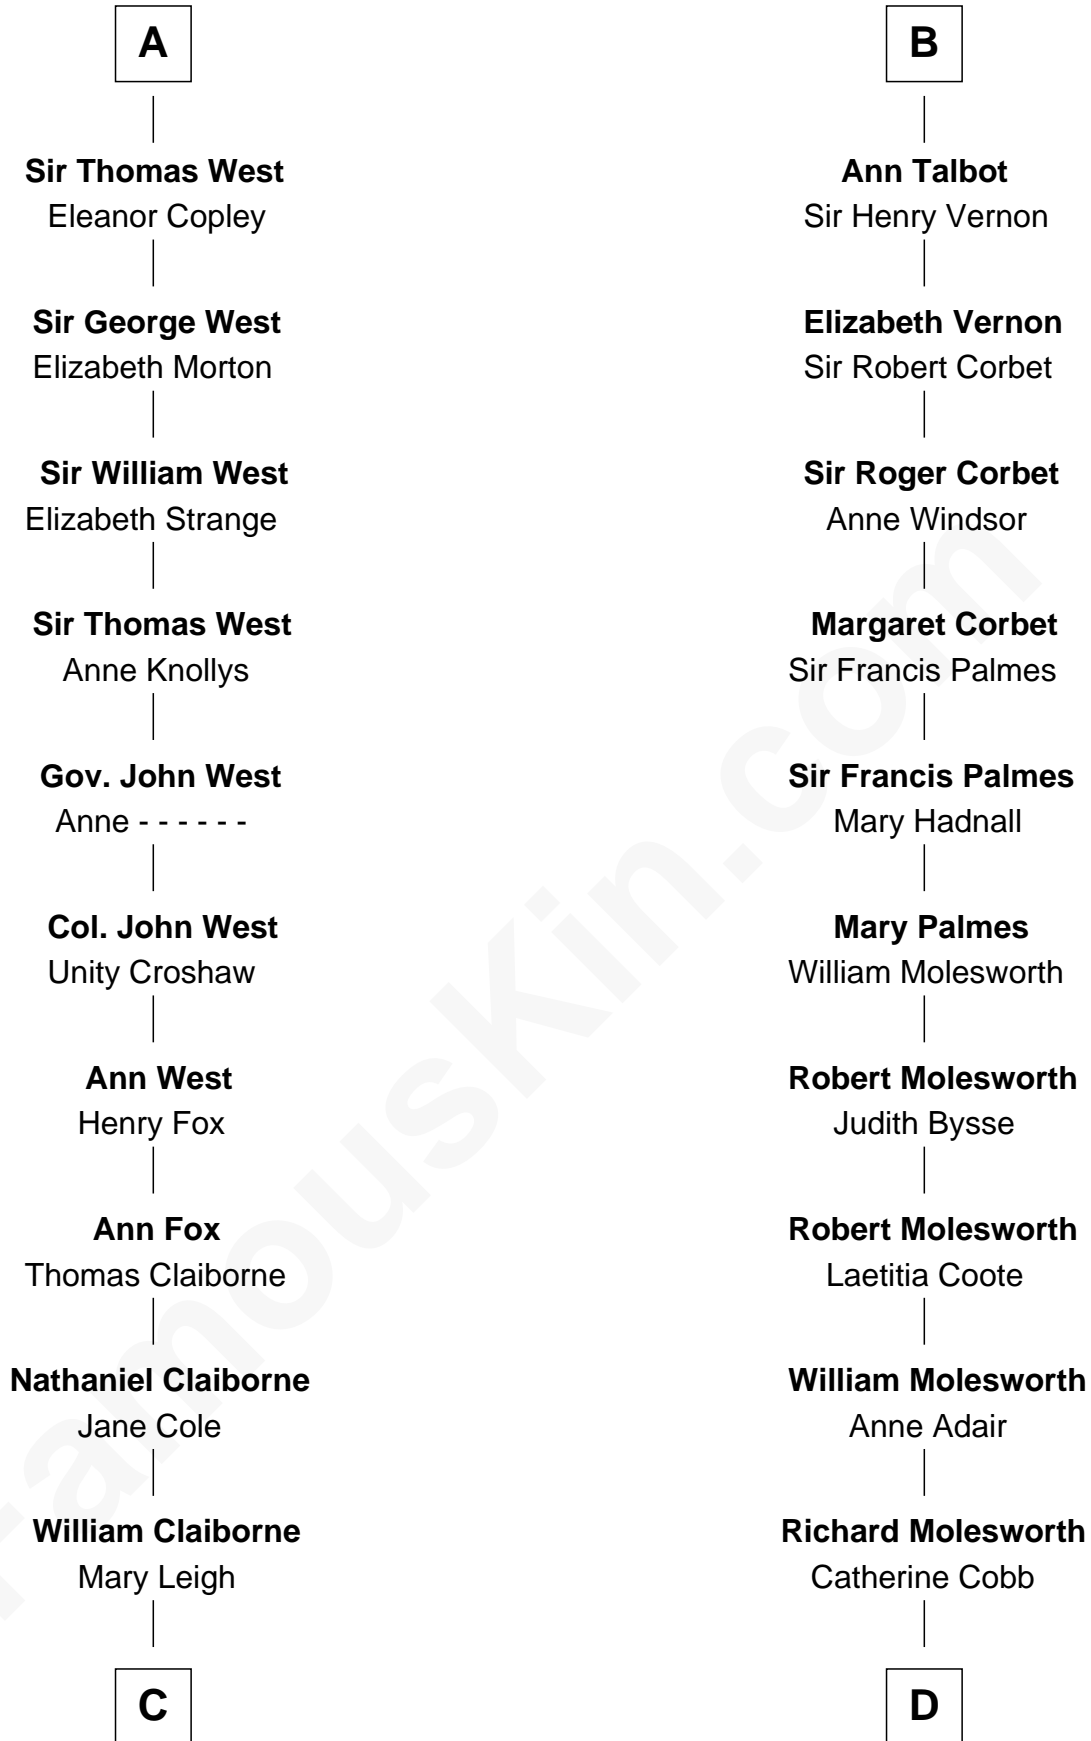 A
Sir Thomas West
Eleanor Copley
Sir George West
Elizabeth Morton
Sir William West
Elizabeth Strange
Sir Thomas West
Anne Knollys
Gov. John West
Anne - - - - - -
Col. John West
Unity Croshaw
Ann West
Henry Fox
Ann Fox
Thomas Claiborne
Nathaniel Claiborne
Jane Cole
William Claiborne
Mary Leigh
C
B
Ann Talbot
Sir Henry Vernon
Elizabeth Vernon
Sir Robert Corbet
Sir Roger Corbet
Anne Windsor
Margaret Corbet
Sir Francis Palmes
Sir Francis Palmes
Mary Hadnall
Mary Palmes
William Molesworth
Robert Molesworth
Judith Bysse
Robert Molesworth
Laetitia Coote
William Molesworth
Anne Adair
Richard Molesworth
Catherine Cobb
D
FamousKin.com